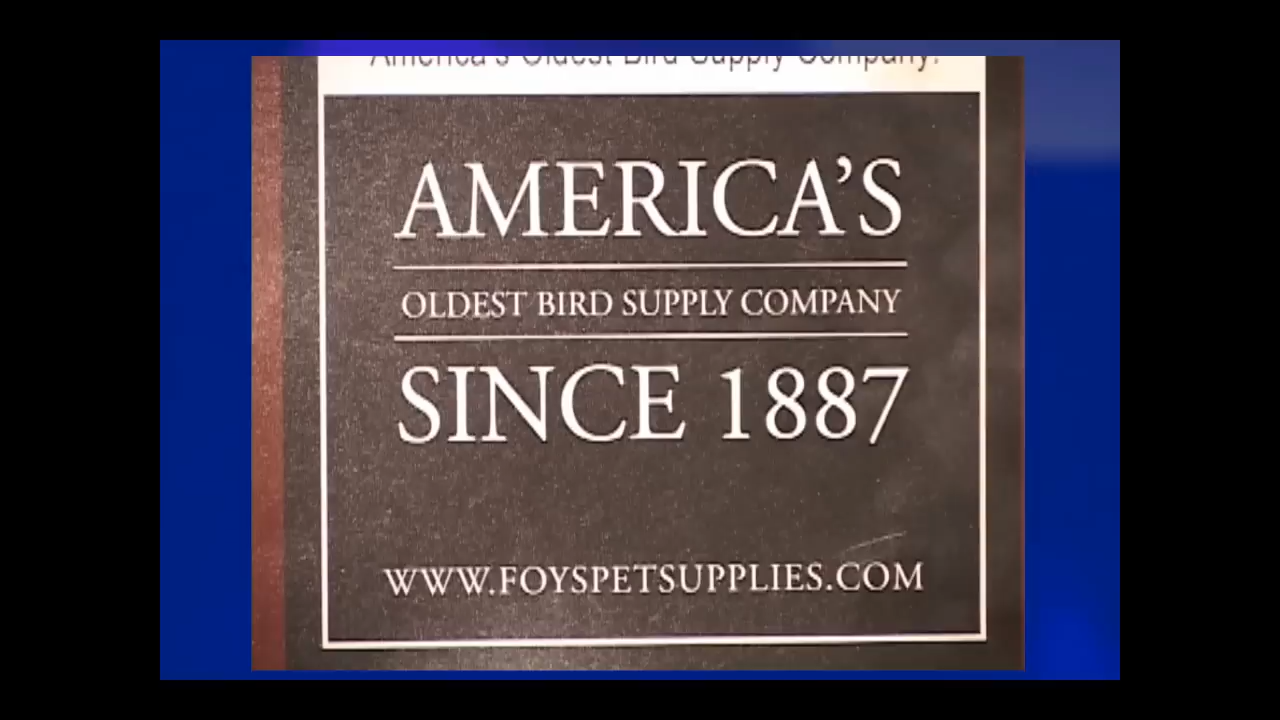 America's Oldest Bird Supply Company.
AMERICA'S
OLDEST BIRD SUPPLY COMPANY
SINCE 1887
WWW.FOYSPETSUPPLIES.COM